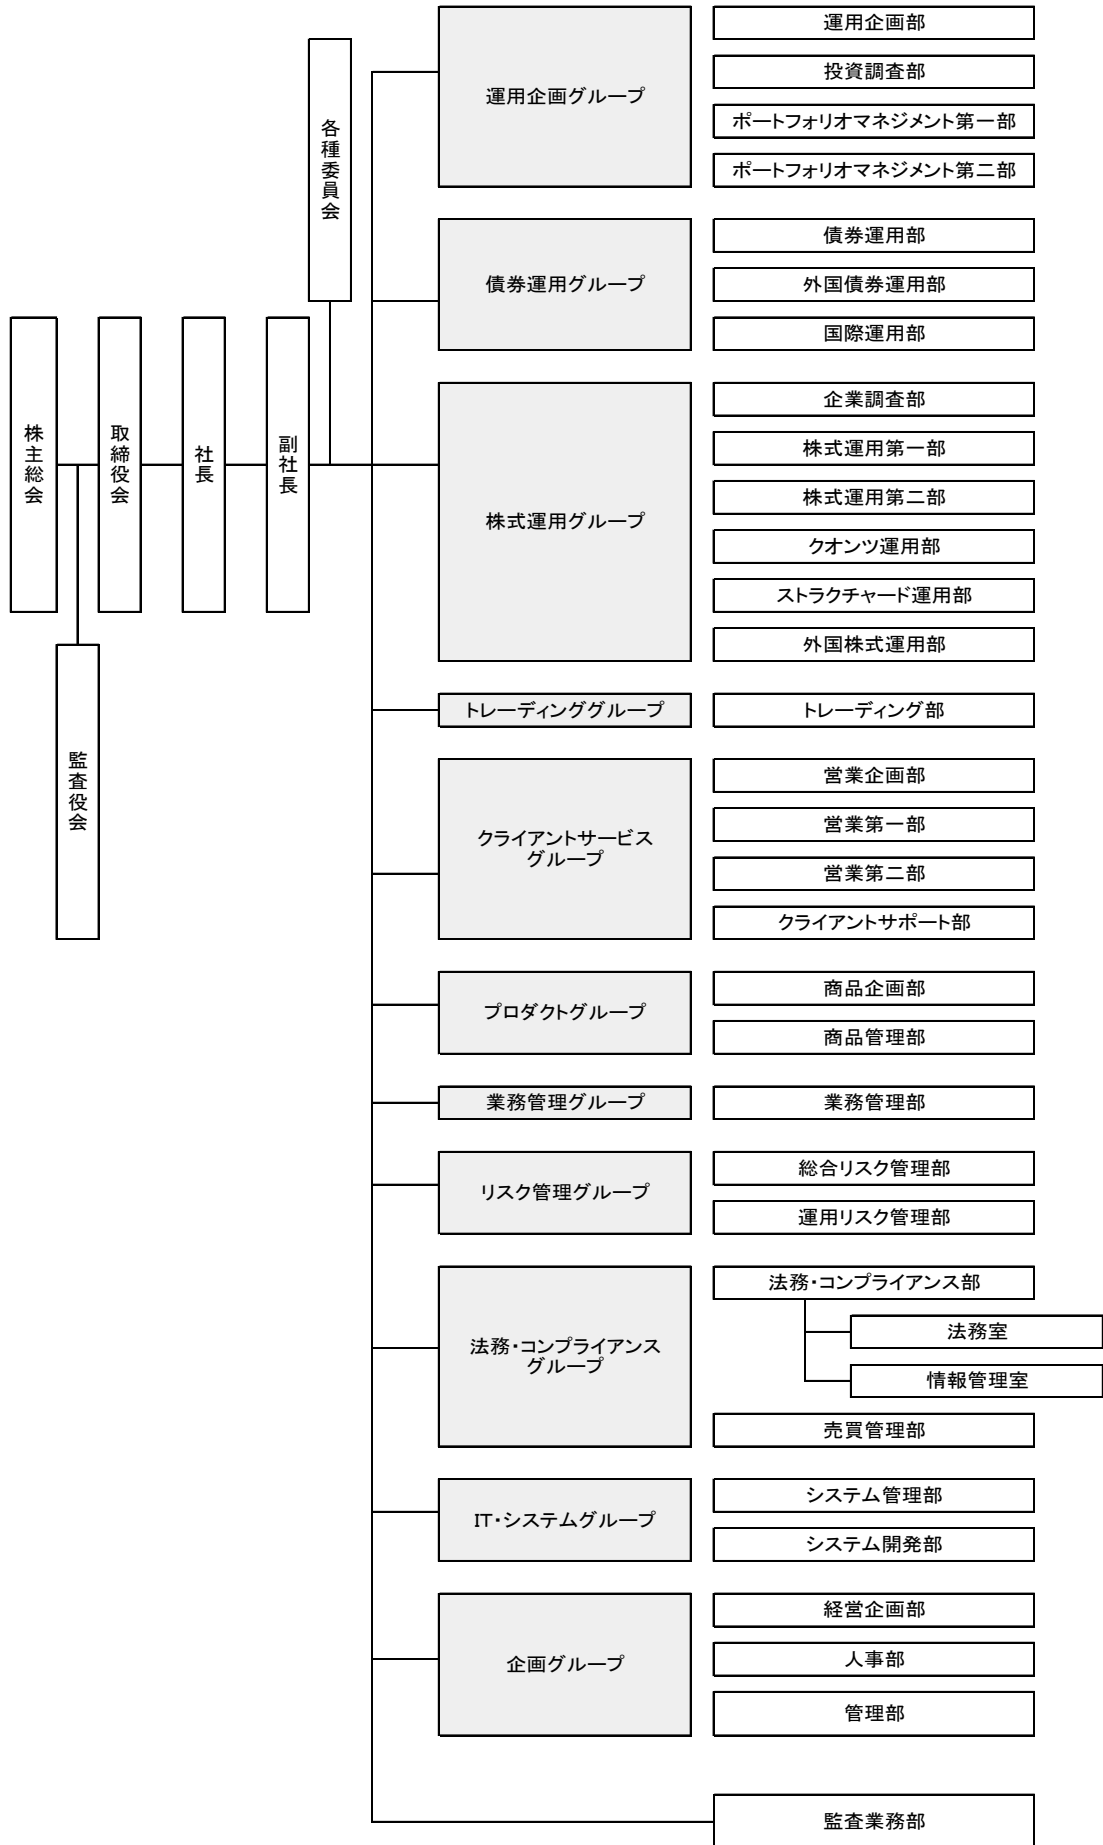 株主総会
監査役会
取締役会
社長
副社長
各種委員会
運用企画グループ
運用企画部
投資調査部
ポートフォリオマネジメント第一部
ポートフォリオマネジメント第二部
債券運用グループ
債券運用部
外国債券運用部
国際運用部
株式運用グループ
企業調査部
株式運用第一部
株式運用第二部
クオンツ運用部
ストラクチャード運用部
外国株式運用部
トレーディンググループ
トレーディング部
クライアントサービス
グループ
営業企画部
営業第一部
営業第二部
クライアントサポート部
プロダクトグループ
商品企画部
商品管理部
業務管理グループ
業務管理部
リスク管理グループ
総合リスク管理部
運用リスク管理部
法務・コンプライアンス
グループ
法務・コンプライアンス部
法務室
情報管理室
売買管理部
IT・システムグループ
システム管理部
システム開発部
企画グループ
経営企画部
人事部
管理部
監査業務部